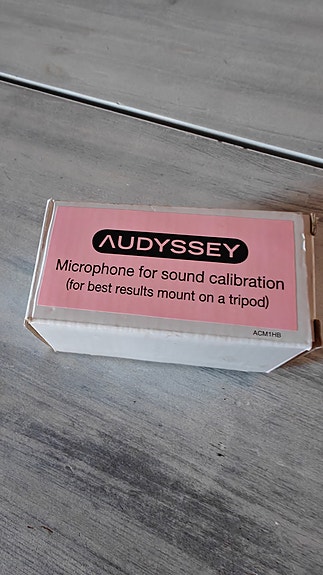 AUDYSSEY
Microphone for sound calibration
(for best results mount on a tripod)
ACM1HB